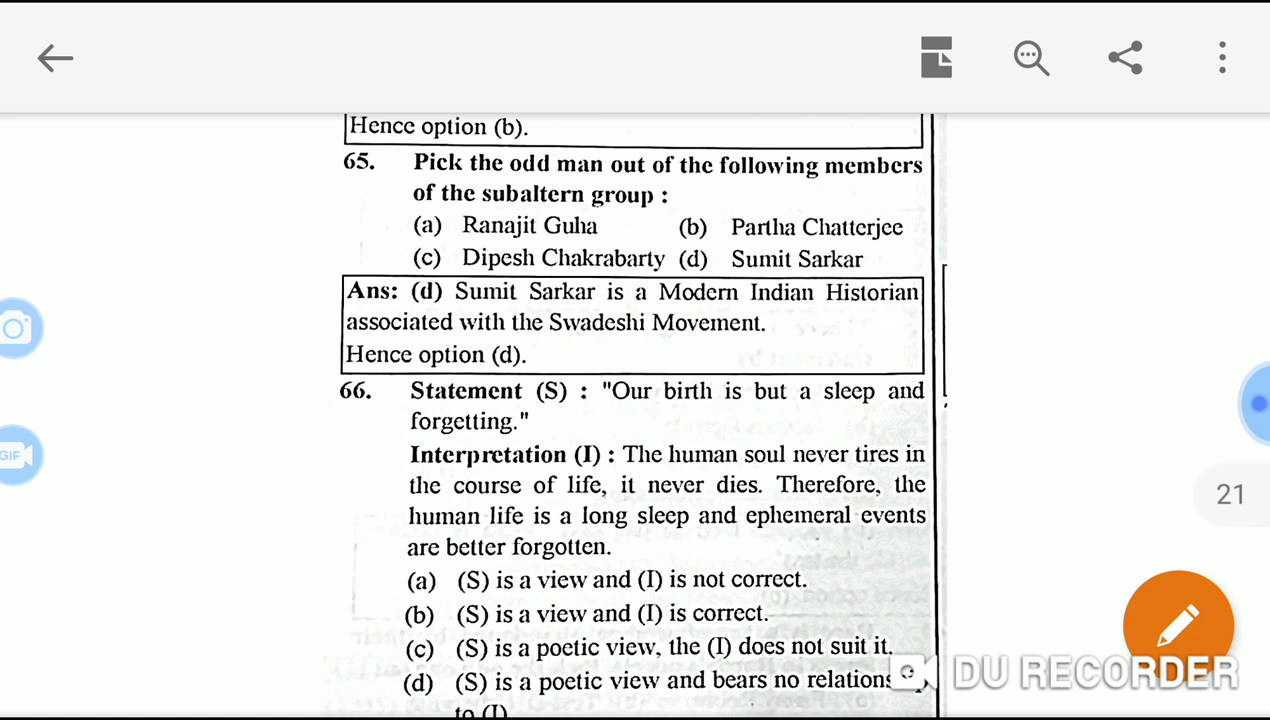 Hence option (b).
65. Pick the odd man out of the following members
of the subaltern group :
(a) Ranajit Guha (b) Partha Chatterjee
(c) Dipesh Chakrabarty (d) Sumit Sarkar
Ans: (d) Sumit Sarkar is a Modern Indian Historian
associated with the Swadeshi Movement.
Hence option (d).
66. Statement (S) : "Our birth is but a sleep and
forgetting."
Interpretation (I) : The human soul never tires in
the course of life, it never dies. Therefore, the
human life is a long sleep and ephemeral events
are better forgotten.
(a) (S) is a view and (I) is not correct.
(b) (S) is a view and (I) is correct.
(c) (S) is a poetic view, the (I) does not suit it.
(d) (S) is a poetic view and bears no
to (I)
GIF
21
DU RECORDER